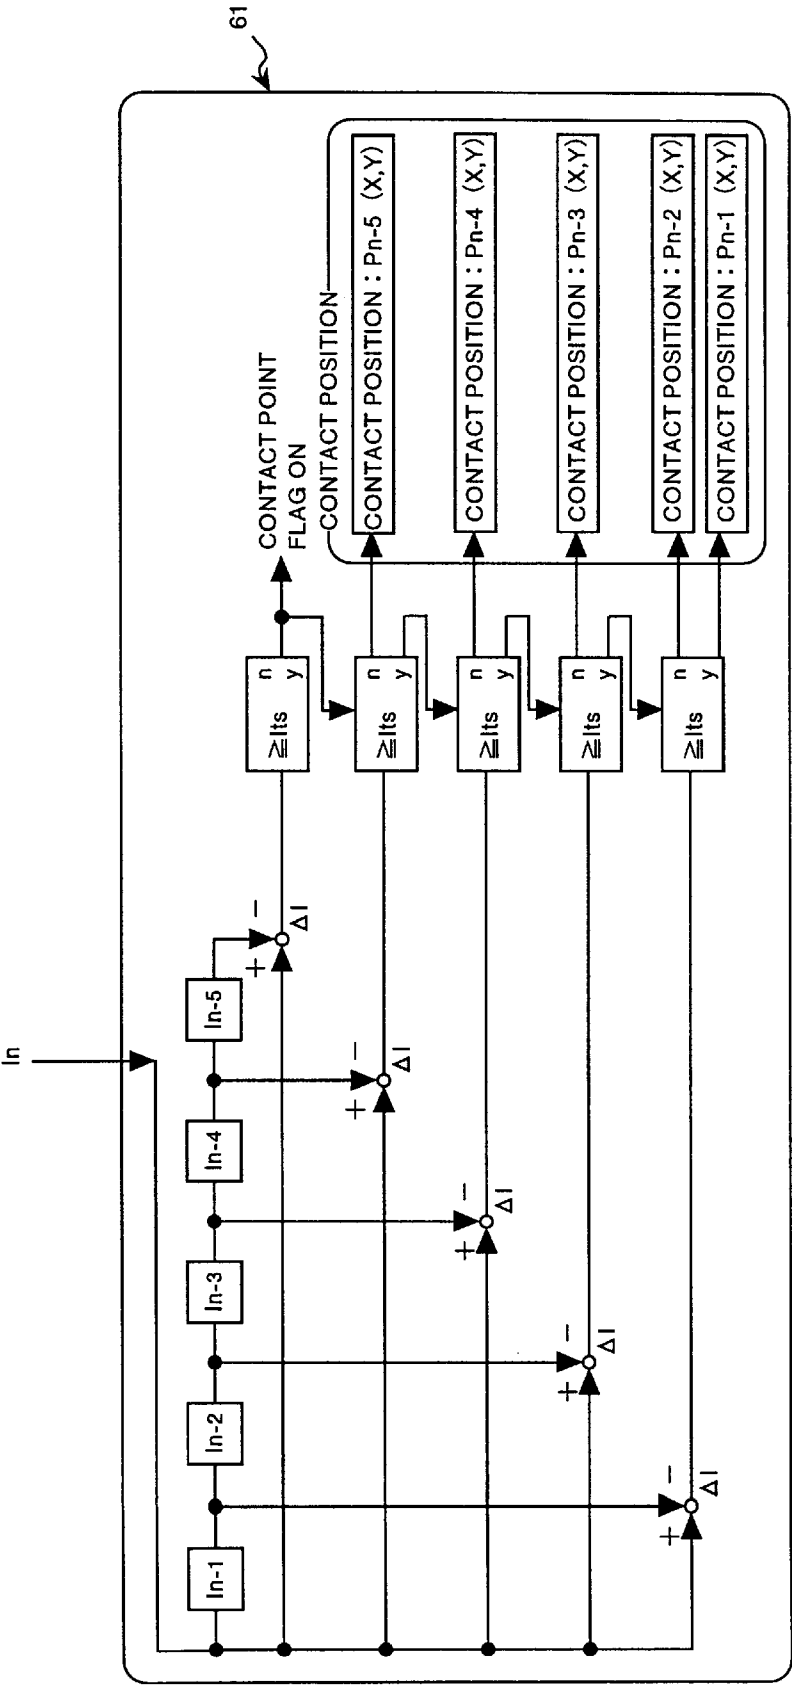 61
In
In-1
In-2
In-3
In-4
In-5
+
−
ΔI
+
−
ΔI
+
−
ΔI
+
−
ΔI
+
−
ΔI
≧Its
n
y
≧Its
n
y
≧Its
n
y
≧Its
n
y
≧Its
n
y
CONTACT POINT
FLAG ON
CONTACT POSITION
CONTACT POSITION : Pn-5 (X,Y)
CONTACT POSITION : Pn-4 (X,Y)
CONTACT POSITION : Pn-3 (X,Y)
CONTACT POSITION : Pn-2 (X,Y)
CONTACT POSITION : Pn-1 (X,Y)